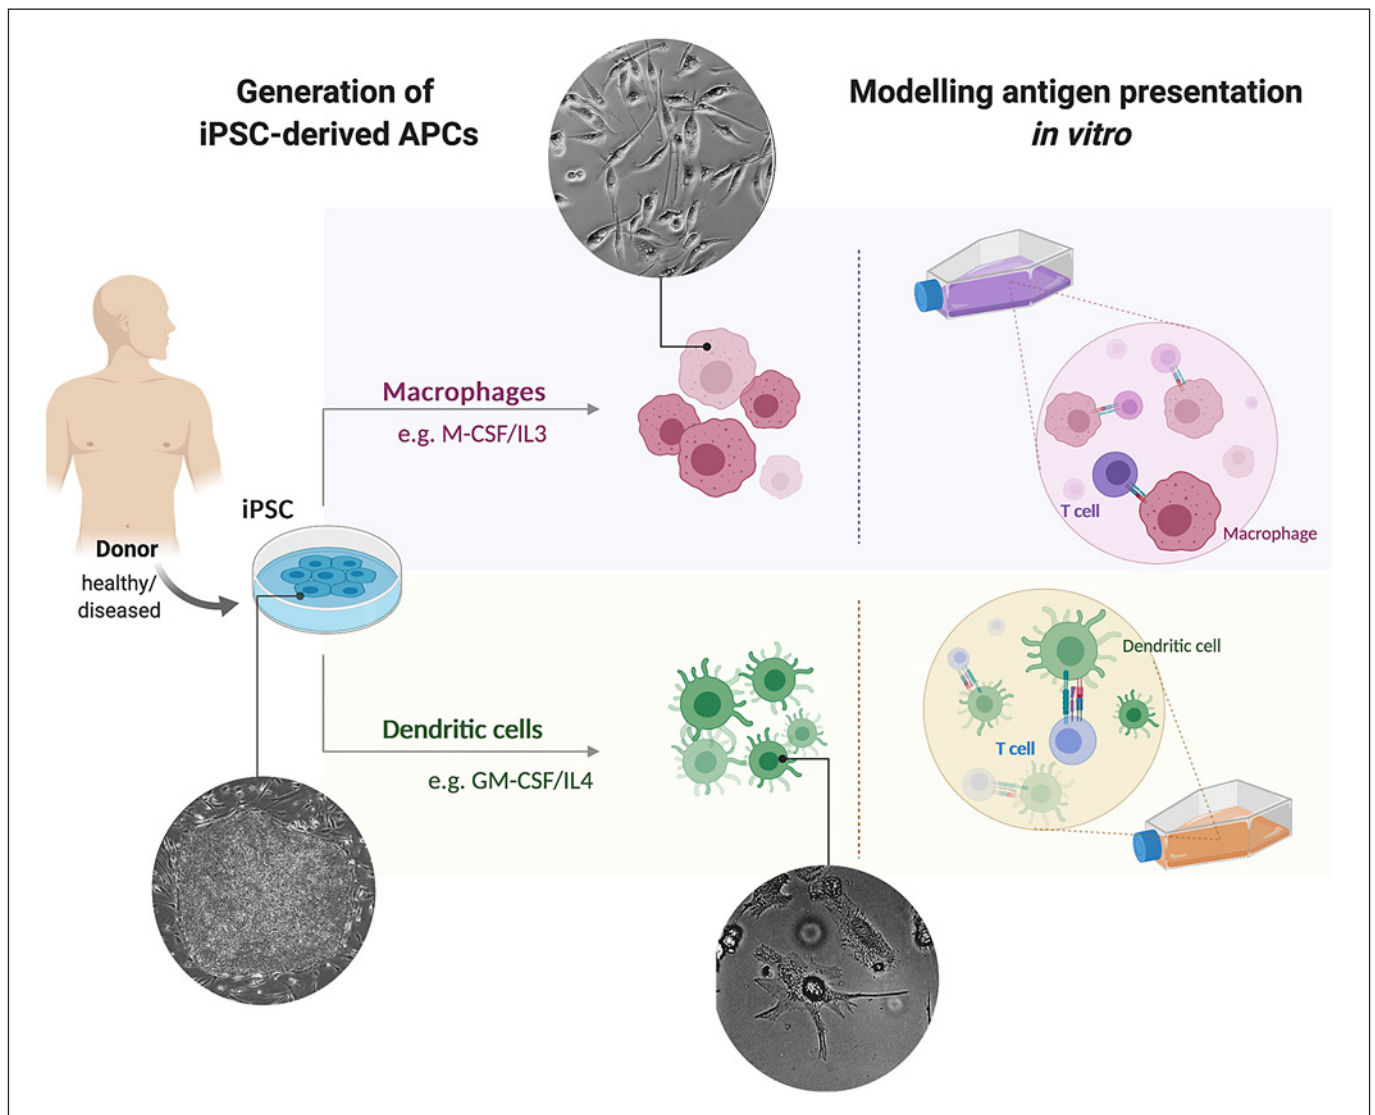 Generation of
iPSC-derived APCs
Modelling antigen presentation
in vitro
Macrophages
e.g. M-CSF/IL3
iPSC
Donor
healthy/
diseased
T cell
Macrophage
Dendritic cells
e.g. GM-CSF/IL4
Dendritic cell
T cell